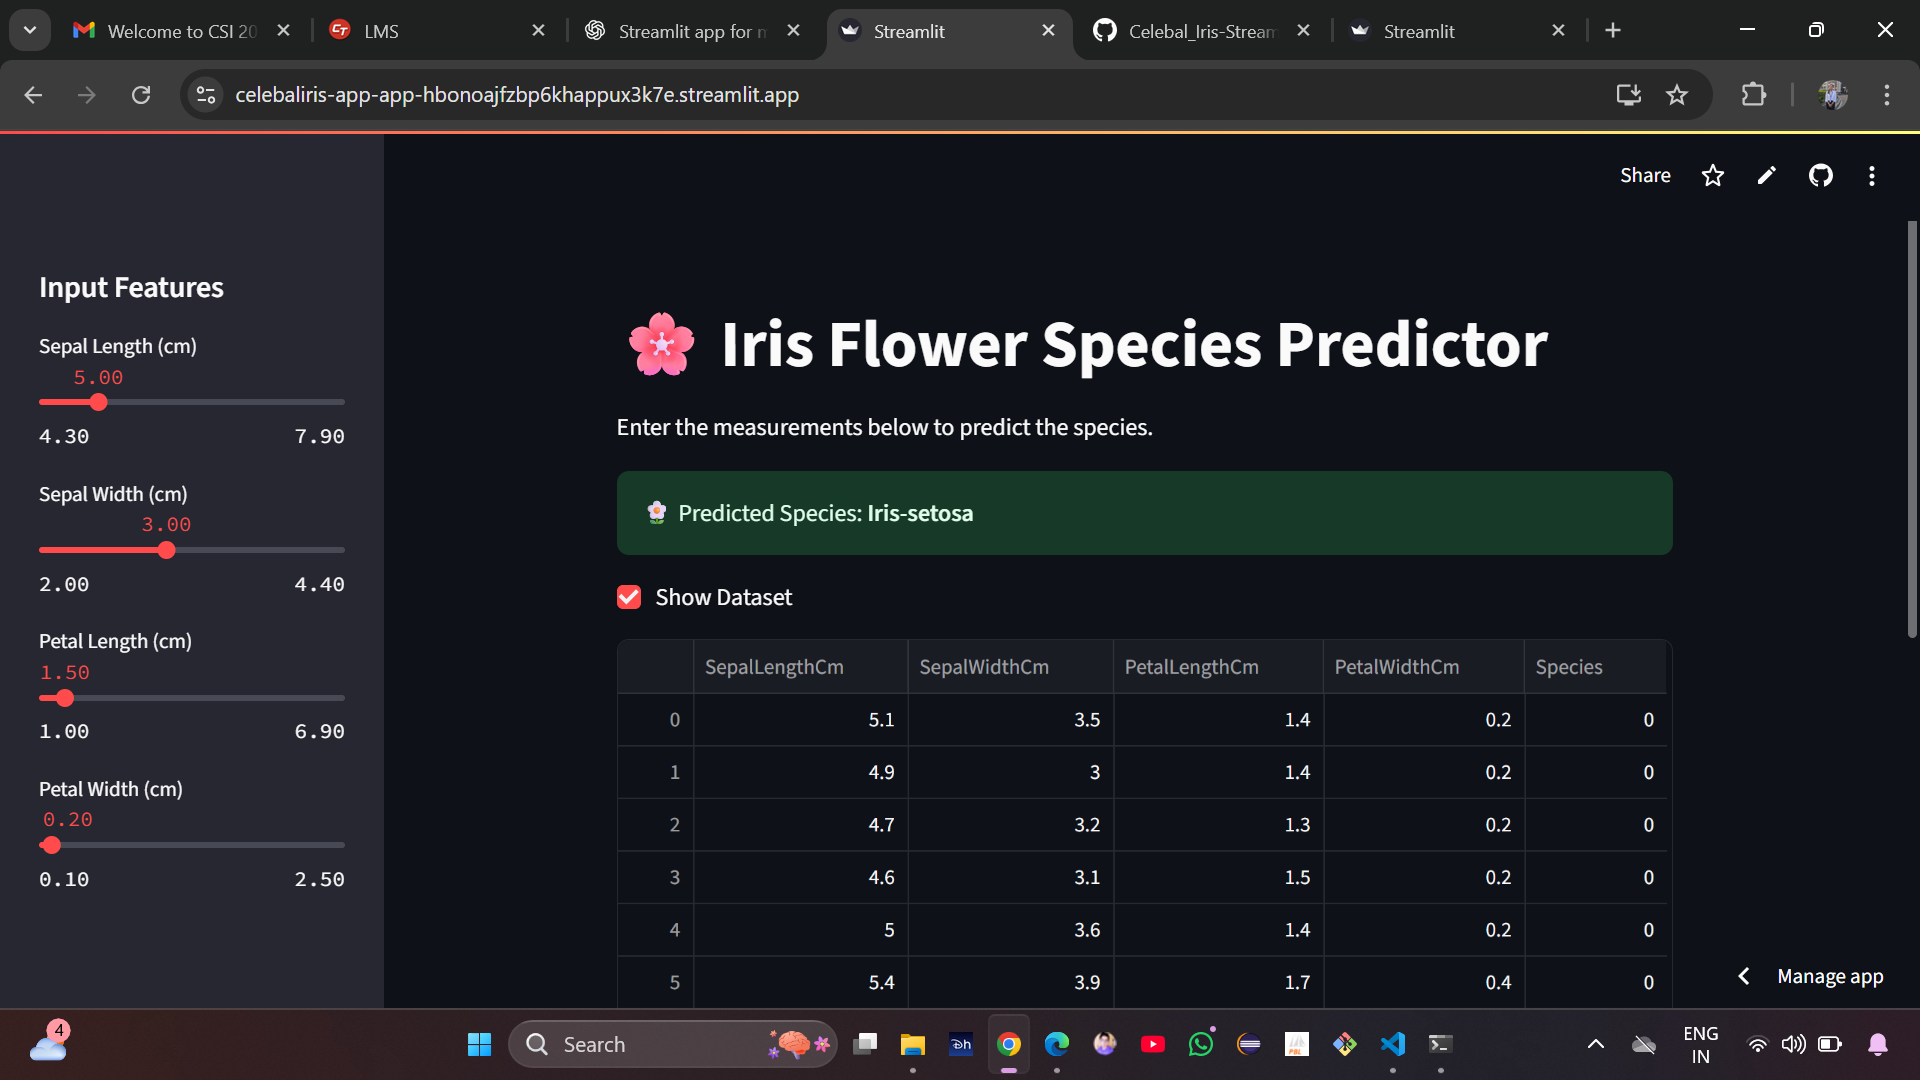 Welcome to CSI 20
LMS
Streamlit app for m
Streamlit
Celebal_Iris-Stream
Streamlit
celebaliris-app-app-hbonoajfzbp6khappux3k7e.streamlit.app
Share
Input Features
Sepal Length (cm)
5.00
4.30 7.90
Sepal Width (cm)
3.00
2.00 4.40
Petal Length (cm)
1.50
1.00 6.90
Petal Width (cm)
0.20
0.10 2.50
Iris Flower Species Predictor
Enter the measurements below to predict the species.
Predicted Species: Iris-setosa
Show Dataset
SepalLengthCm SepalWidthCm PetalLengthCm PetalWidthCm Species
0 5.1 3.5 1.4 0.2 0
1 4.9 3 1.4 0.2 0
2 4.7 3.2 1.3 0.2 0
3 4.6 3.1 1.5 0.2 0
4 5 3.6 1.4 0.2 0
5 5.4 3.9 1.7 0.4 0
Manage app
4
Search
Dh
PBL
ENG
IN